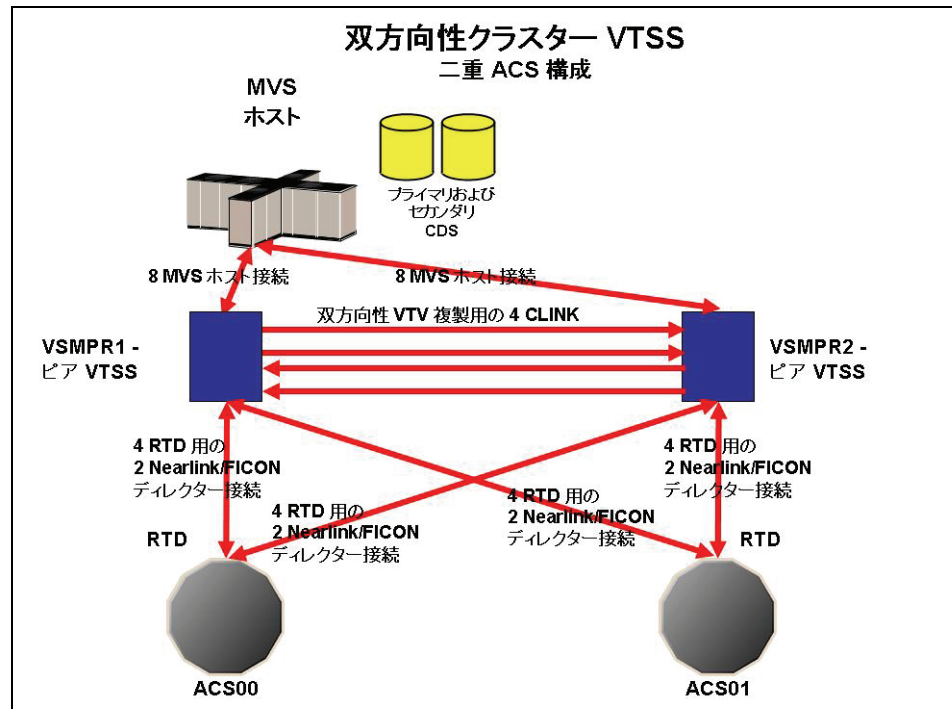 双方向性クラスター VTSS
二重 ACS 構成
MVS
ホスト
プライマリおよび
セカンダリ
CDS
8 MVS ホスト接続
8 MVS ホスト接続
双方向性 VTV 複製用の 4 CLINK
VSMPR1 -
ピア VTSS
VSMPR2 -
ピア VTSS
4 RTD 用の
2 Nearlink/FICON
ディレクター接続
4 RTD 用の
2 Nearlink/FICON
ディレクター接続
4 RTD 用の
2 Nearlink/FICON
ディレクター接続
4 RTD 用の
2 Nearlink/FICON
ディレクター接続
RTD
RTD
ACS00
ACS01